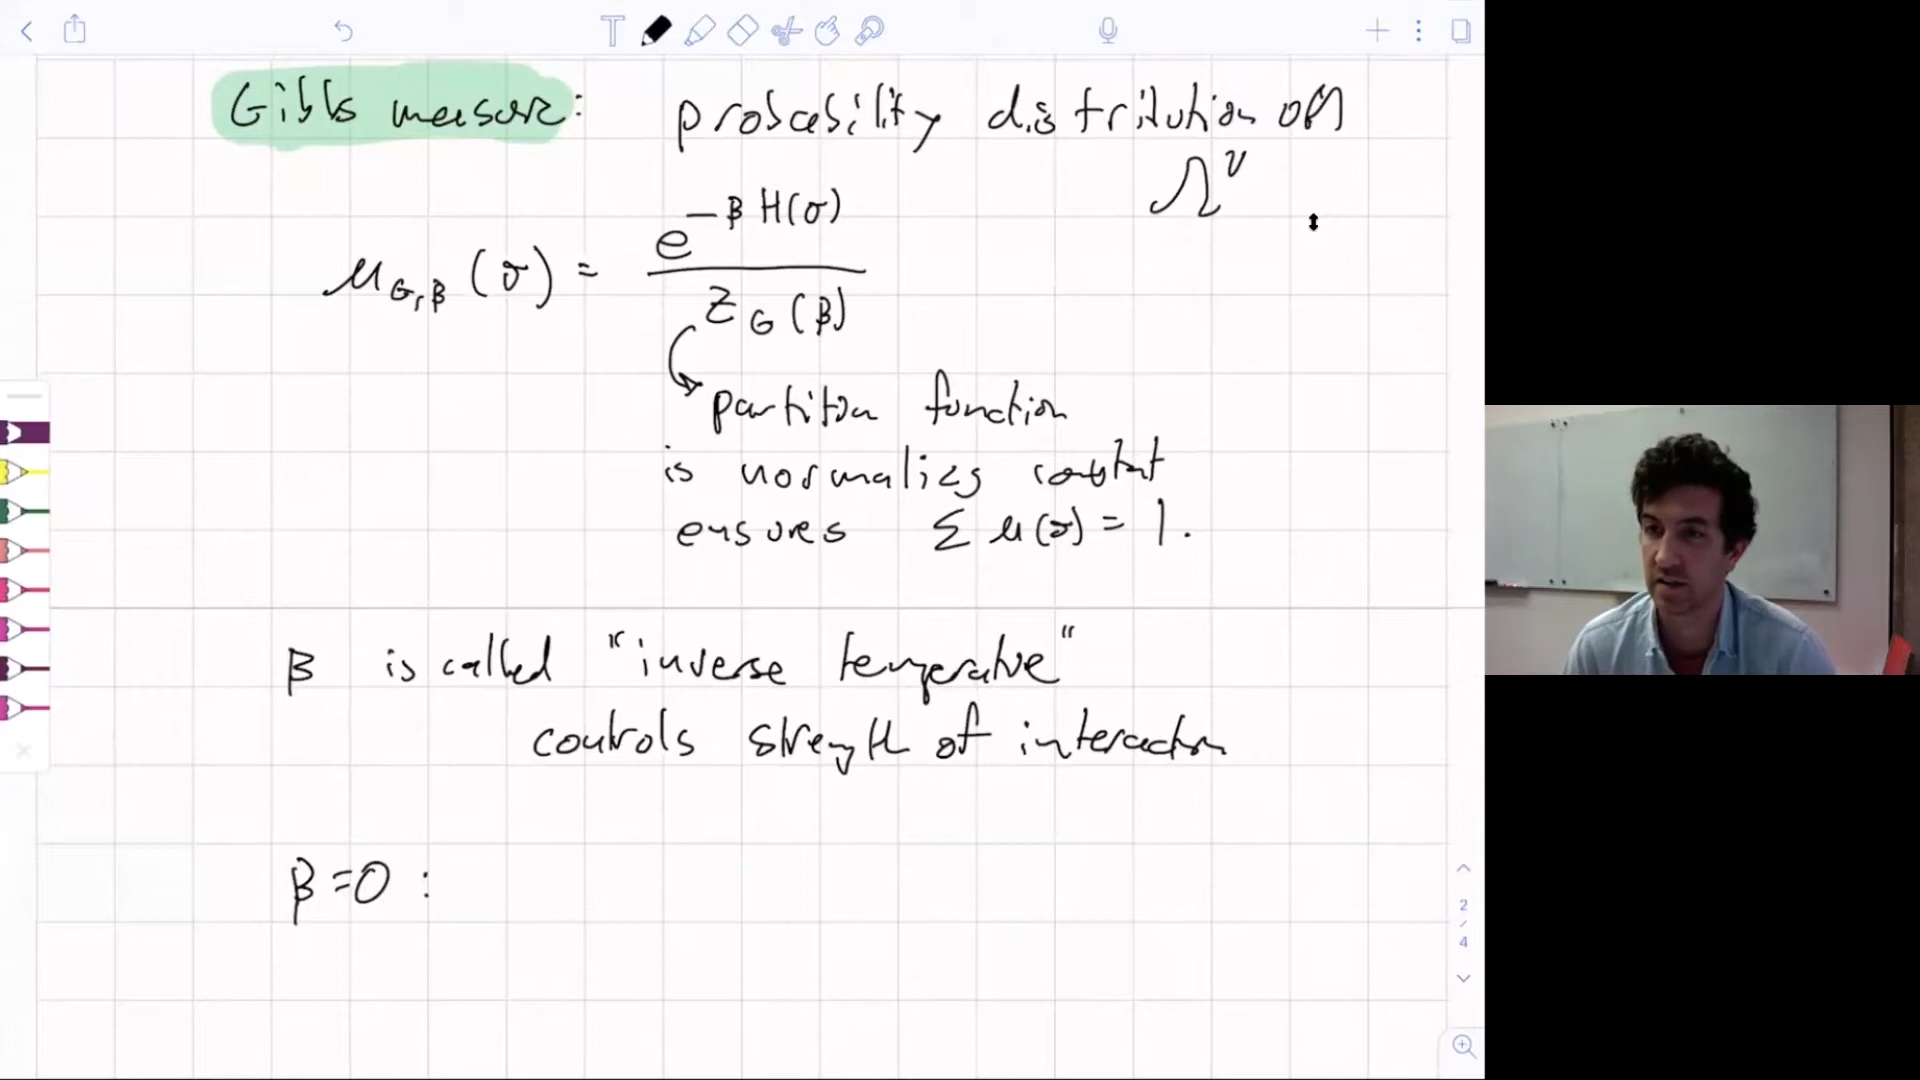 Gibbs measure: probability distribution on
Ω^V
μ_{G,β}(σ) = e^{-βH(σ)} / Z_G(β)
partition function
is normalizing constant
ensures Σ μ(σ) = 1.
β is called "inverse temperature"
controls strength of interaction
β=0:
2
/
4